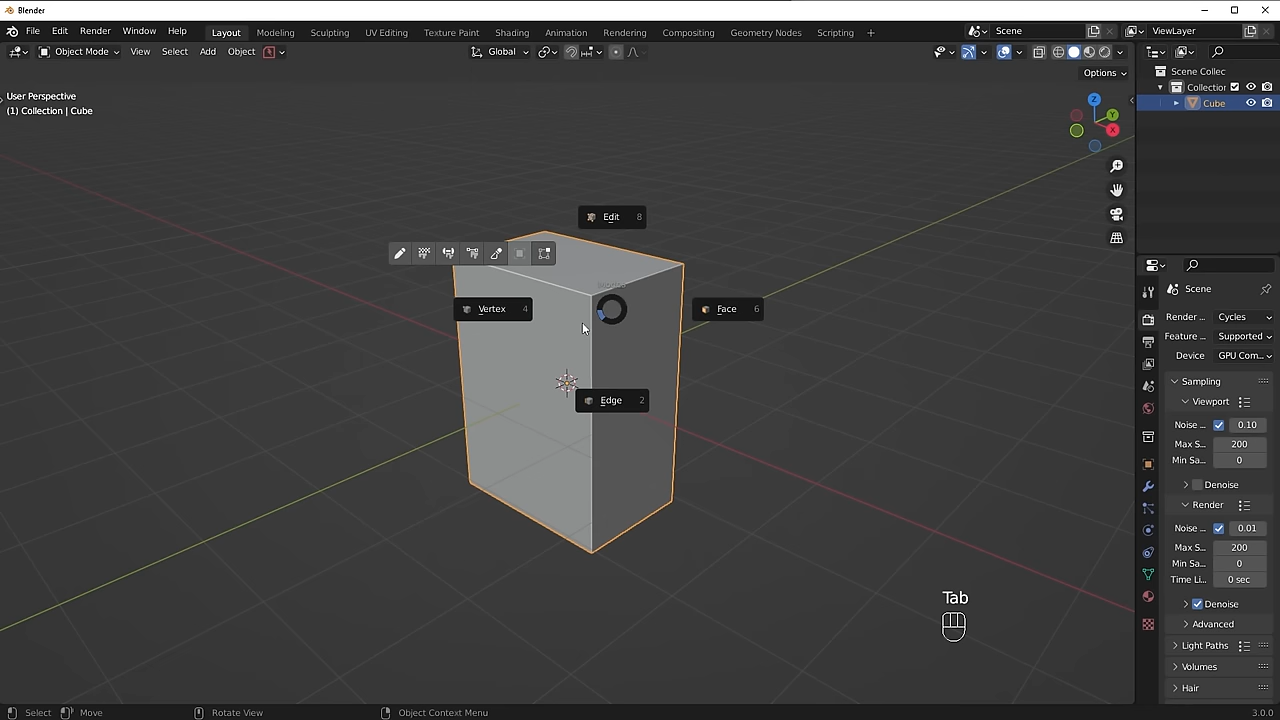 Blender
File Edit Render Window Help Layout Modeling Sculpting UV Editing Texture Paint Shading Animation Rendering Compositing Geometry Nodes Scripting + Scene ViewLayer
Object Mode View Select Add Object Global
Options
User Perspective
(1) Collection | Cube
Scene Collec
Collection
Cube
Z
Y
X
Edit 8
Vertex 4
Face 6
Edge 2
Scene
Render ... Cycles
Feature ... Supported
Device GPU Com...
Sampling
Viewport
Noise ... 0.10
Max S... 200
Min Sa... 0
Denoise
Render
Noise ... 0.01
Max S... 200
Min Sa... 0
Time Li... 0 sec
Denoise
Advanced
Light Paths
Volumes
Hair
Tab
Select Move Rotate View Object Context Menu 3.0.0